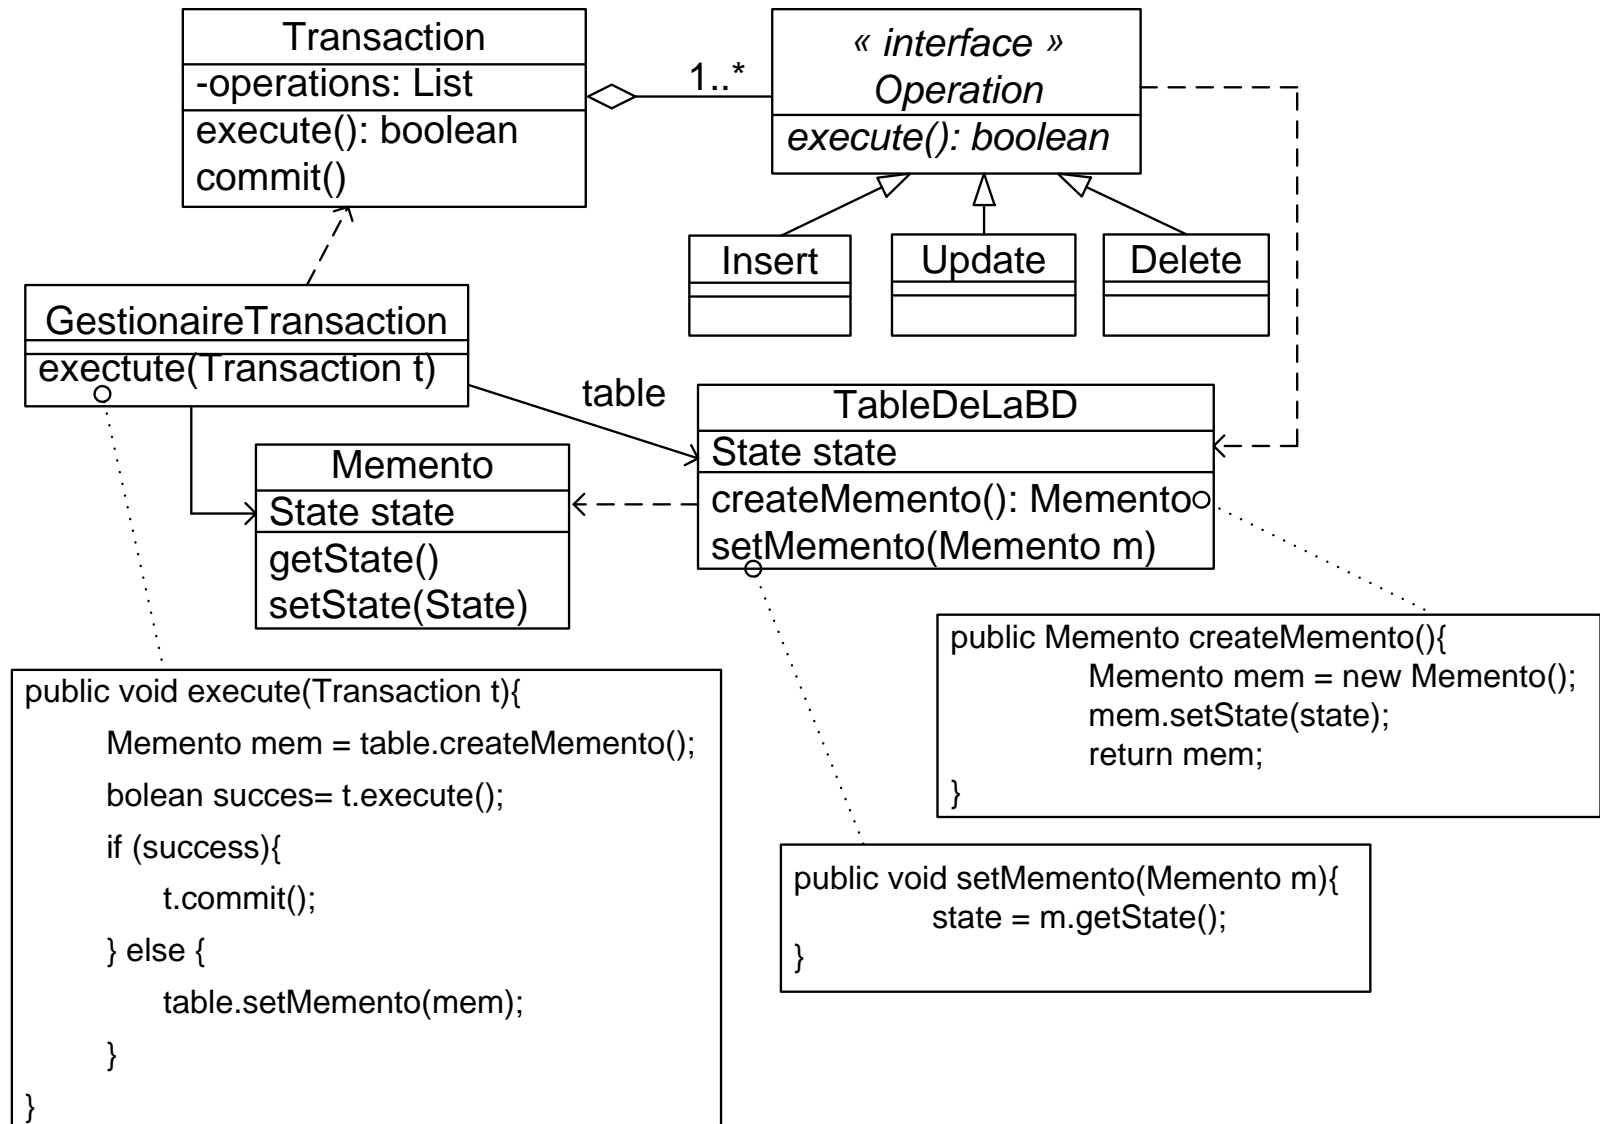 Transaction
-operations: List
execute(): boolean
commit()
1..*
« interface »
Operation
execute(): boolean
Insert
Update
Delete
GestionaireTransaction
exectute(Transaction t)
table
TableDeLaBD
State state
createMemento(): Memento
setMemento(Memento m)
Memento
State state
getState()
setState(State)
public Memento createMemento(){
Memento mem = new Memento();
mem.setState(state);
return mem;
}
public void execute(Transaction t){
Memento mem = table.createMemento();
bolean succes= t.execute();
if (success){
t.commit();
} else {
table.setMemento(mem);
}
}
public void setMemento(Memento m){
state = m.getState();
}